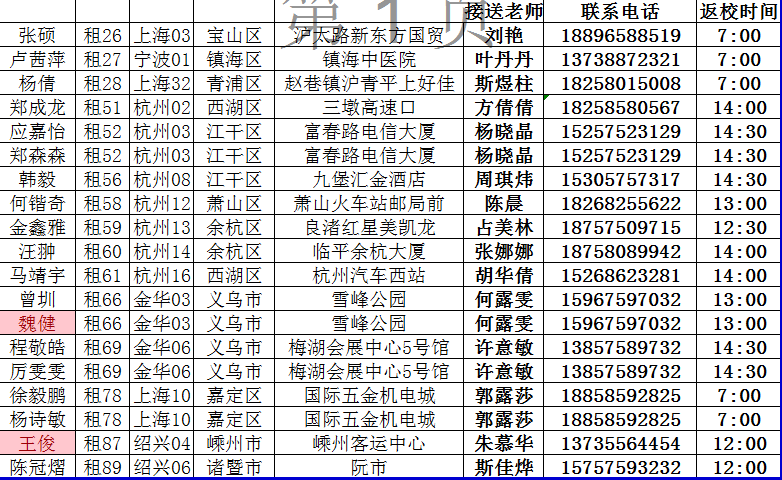 第 1 页
接送老师 联系电话 返校时间
张硕 租26 上海03 宝山区 沪太路新东方国贸 刘艳 18896588519 7:00
卢茜萍 租27 宁波01 镇海区 镇海中医院 叶丹丹 13738872321 7:00
杨倩 租28 上海32 青浦区 赵巷镇沪青平上好佳 斯煜柱 18258015008 7:00
郑成龙 租51 杭州02 西湖区 三墩高速口 方倩倩 18258580567 14:00
应嘉怡 租52 杭州03 江干区 富春路电信大厦 杨晓晶 15257523129 14:30
郑森森 租52 杭州03 江干区 富春路电信大厦 杨晓晶 15257523129 14:30
韩毅 租56 杭州08 江干区 九堡汇金酒店 周琪炜 15305757317 14:30
何锴奇 租58 杭州12 萧山区 萧山火车站邮局前 陈晨 18268255622 13:00
金鑫雅 租59 杭州13 余杭区 良渚红星美凯龙 占美林 18757509715 12:30
汪翀 租60 杭州14 余杭区 临平余杭大厦 张娜娜 18758089942 14:00
马靖宇 租61 杭州16 西湖区 杭州汽车西站 胡华倩 15268623281 14:00
曾圳 租66 金华03 义乌市 雪峰公园 何露雯 15967597032 13:00
魏健 租66 金华03 义乌市 雪峰公园 何露雯 15967597032 13:00
程敬皓 租69 金华06 义乌市 梅湖会展中心5号馆 许意敏 13857589732 14:30
厉雯雯 租69 金华06 义乌市 梅湖会展中心5号馆 许意敏 13857589732 14:30
徐毅鹏 租78 上海10 嘉定区 国际五金机电城 郭露莎 18858592825 7:00
杨诗敏 租78 上海10 嘉定区 国际五金机电城 郭露莎 18858592825 7:00
王俊 租87 绍兴04 嵊州市 嵊州客运中心 朱慕华 13735564454 12:00
陈冠熠 租89 绍兴06 诸暨市 阮市 斯佳烨 15757593232 12:00